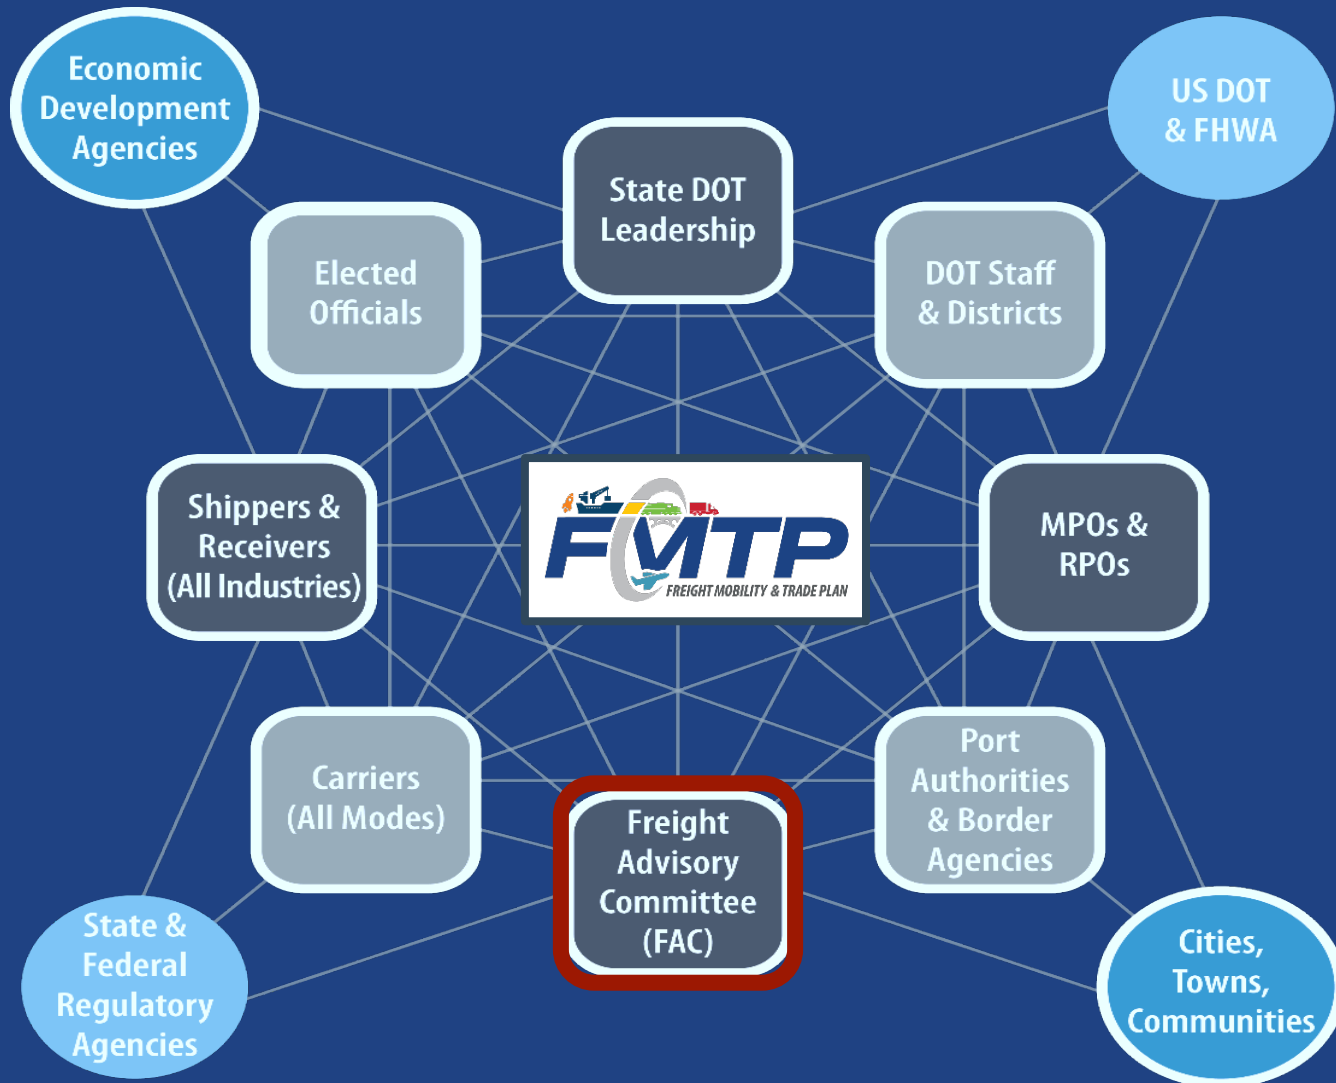 Economic
Development
Agencies
US DOT
& FHWA
State DOT
Leadership
Elected
Officials
DOT Staff
& Districts
Shippers &
Receivers
(All Industries)
FMTP
FREIGHT MOBILITY & TRADE PLAN
MPOs &
RPOs
Carriers
(All Modes)
Freight
Advisory
Committee
(FAC)
Port
Authorities
& Border
Agencies
State &
Federal
Regulatory
Agencies
Cities,
Towns,
Communities